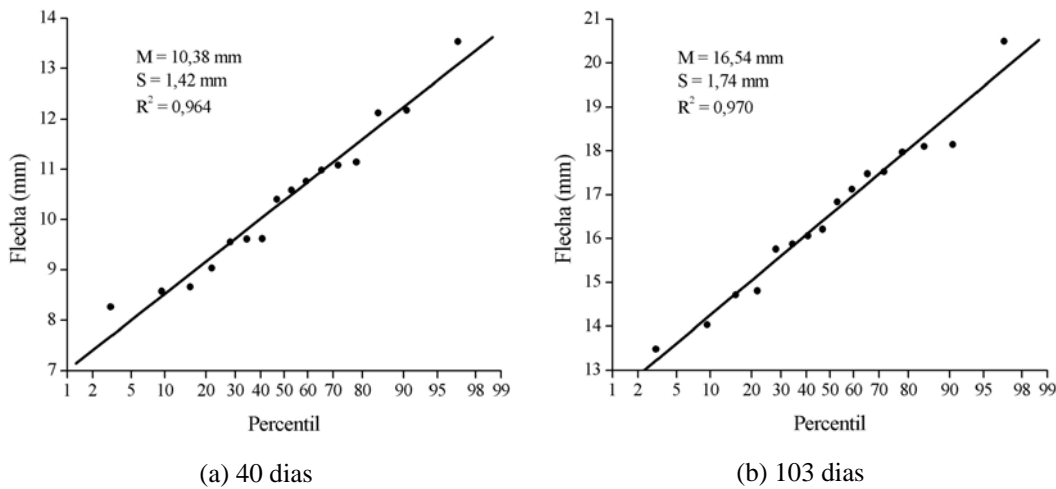 14
13
12
11
10
9
8
7
Flecha (mm)
M = 10,38 mm
S = 1,42 mm
R² = 0,964
1 2 5 10 20 30 40 50 60 70 80 90 95 98 99
Percentil
(a) 40 dias
21
20
19
18
17
16
15
14
13
Flecha (mm)
M = 16,54 mm
S = 1,74 mm
R² = 0,970
1 2 5 10 20 30 40 50 60 70 80 90 95 98 99
Percentil
(b) 103 dias